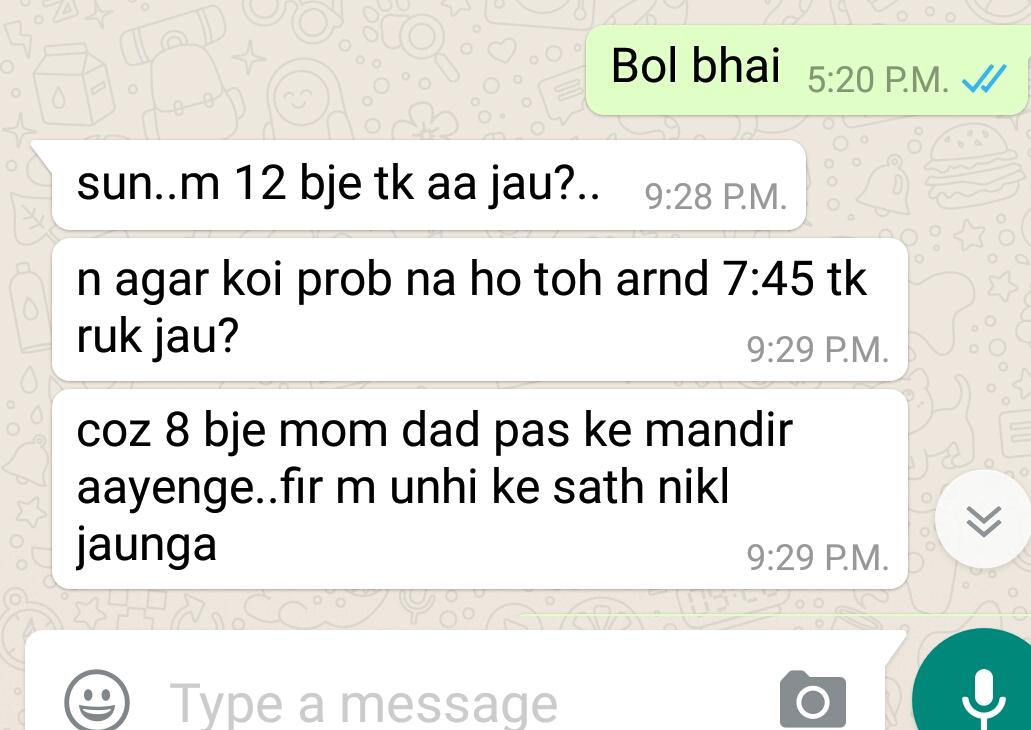 Bol bhai 5:20 P.M.
sun..m 12 bje tk aa jau?.. 9:28 P.M.
n agar koi prob na ho toh arnd 7:45 tk
ruk jau? 9:29 P.M.
coz 8 bje mom dad pas ke mandir
aayenge..fir m unhi ke sath nikl
jaunga 9:29 P.M.
Type a message